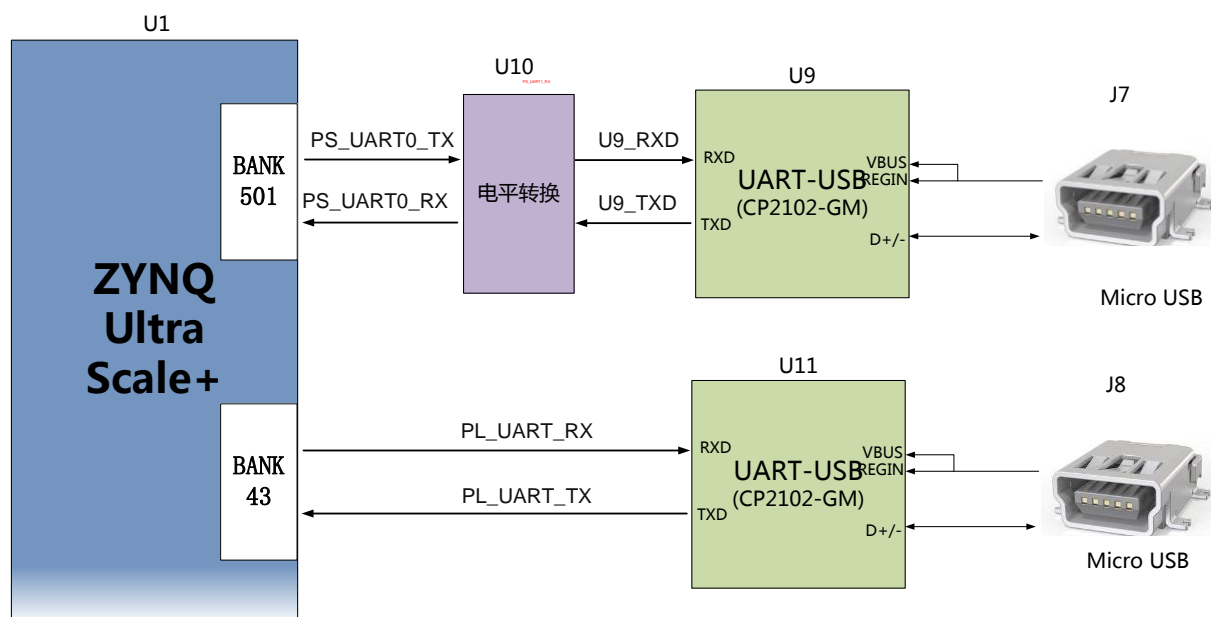 U1
U10
PS_UART1_RX
U9
J7
BANK
501
PS_UART0_TX
PS_UART0_RX
电平转换
U9_RXD
U9_TXD
RXD
TXD
UART-USB
(CP2102-GM)
VBUS
REGIN
D+/-
Micro USB
ZYNQ
Ultra
Scale+
U11
J8
BANK
43
PL_UART_RX
PL_UART_TX
RXD
TXD
UART-USB
(CP2102-GM)
VBUS
REGIN
D+/-
Micro USB